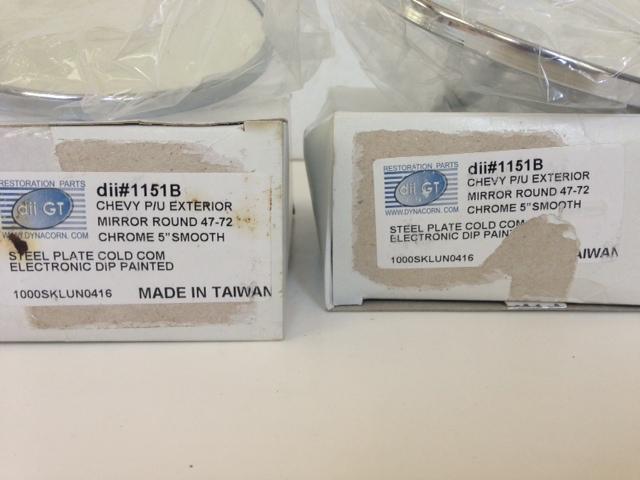 RESTORATION PARTS
dii GT
WWW.DYNACORN.COM
dii#1151B
CHEVY P/U EXTERIOR
MIRROR ROUND 47-72
CHROME 5"SMOOTH
STEEL PLATE COLD COM
ELECTRONIC DIP PAINTED
1000SKLUN0416
MADE IN TAIWAN
RESTORATION PARTS
dii GT
WWW.DYNACORN.COM
dii#1151B
CHEVY P/U EXTERIOR
MIRROR ROUND 47-72
CHROME 5"SMOOTH
STEEL PLATE COLD COM
ELECTRONIC DIP PAINTED
1000SKLUN0416
AIWAN